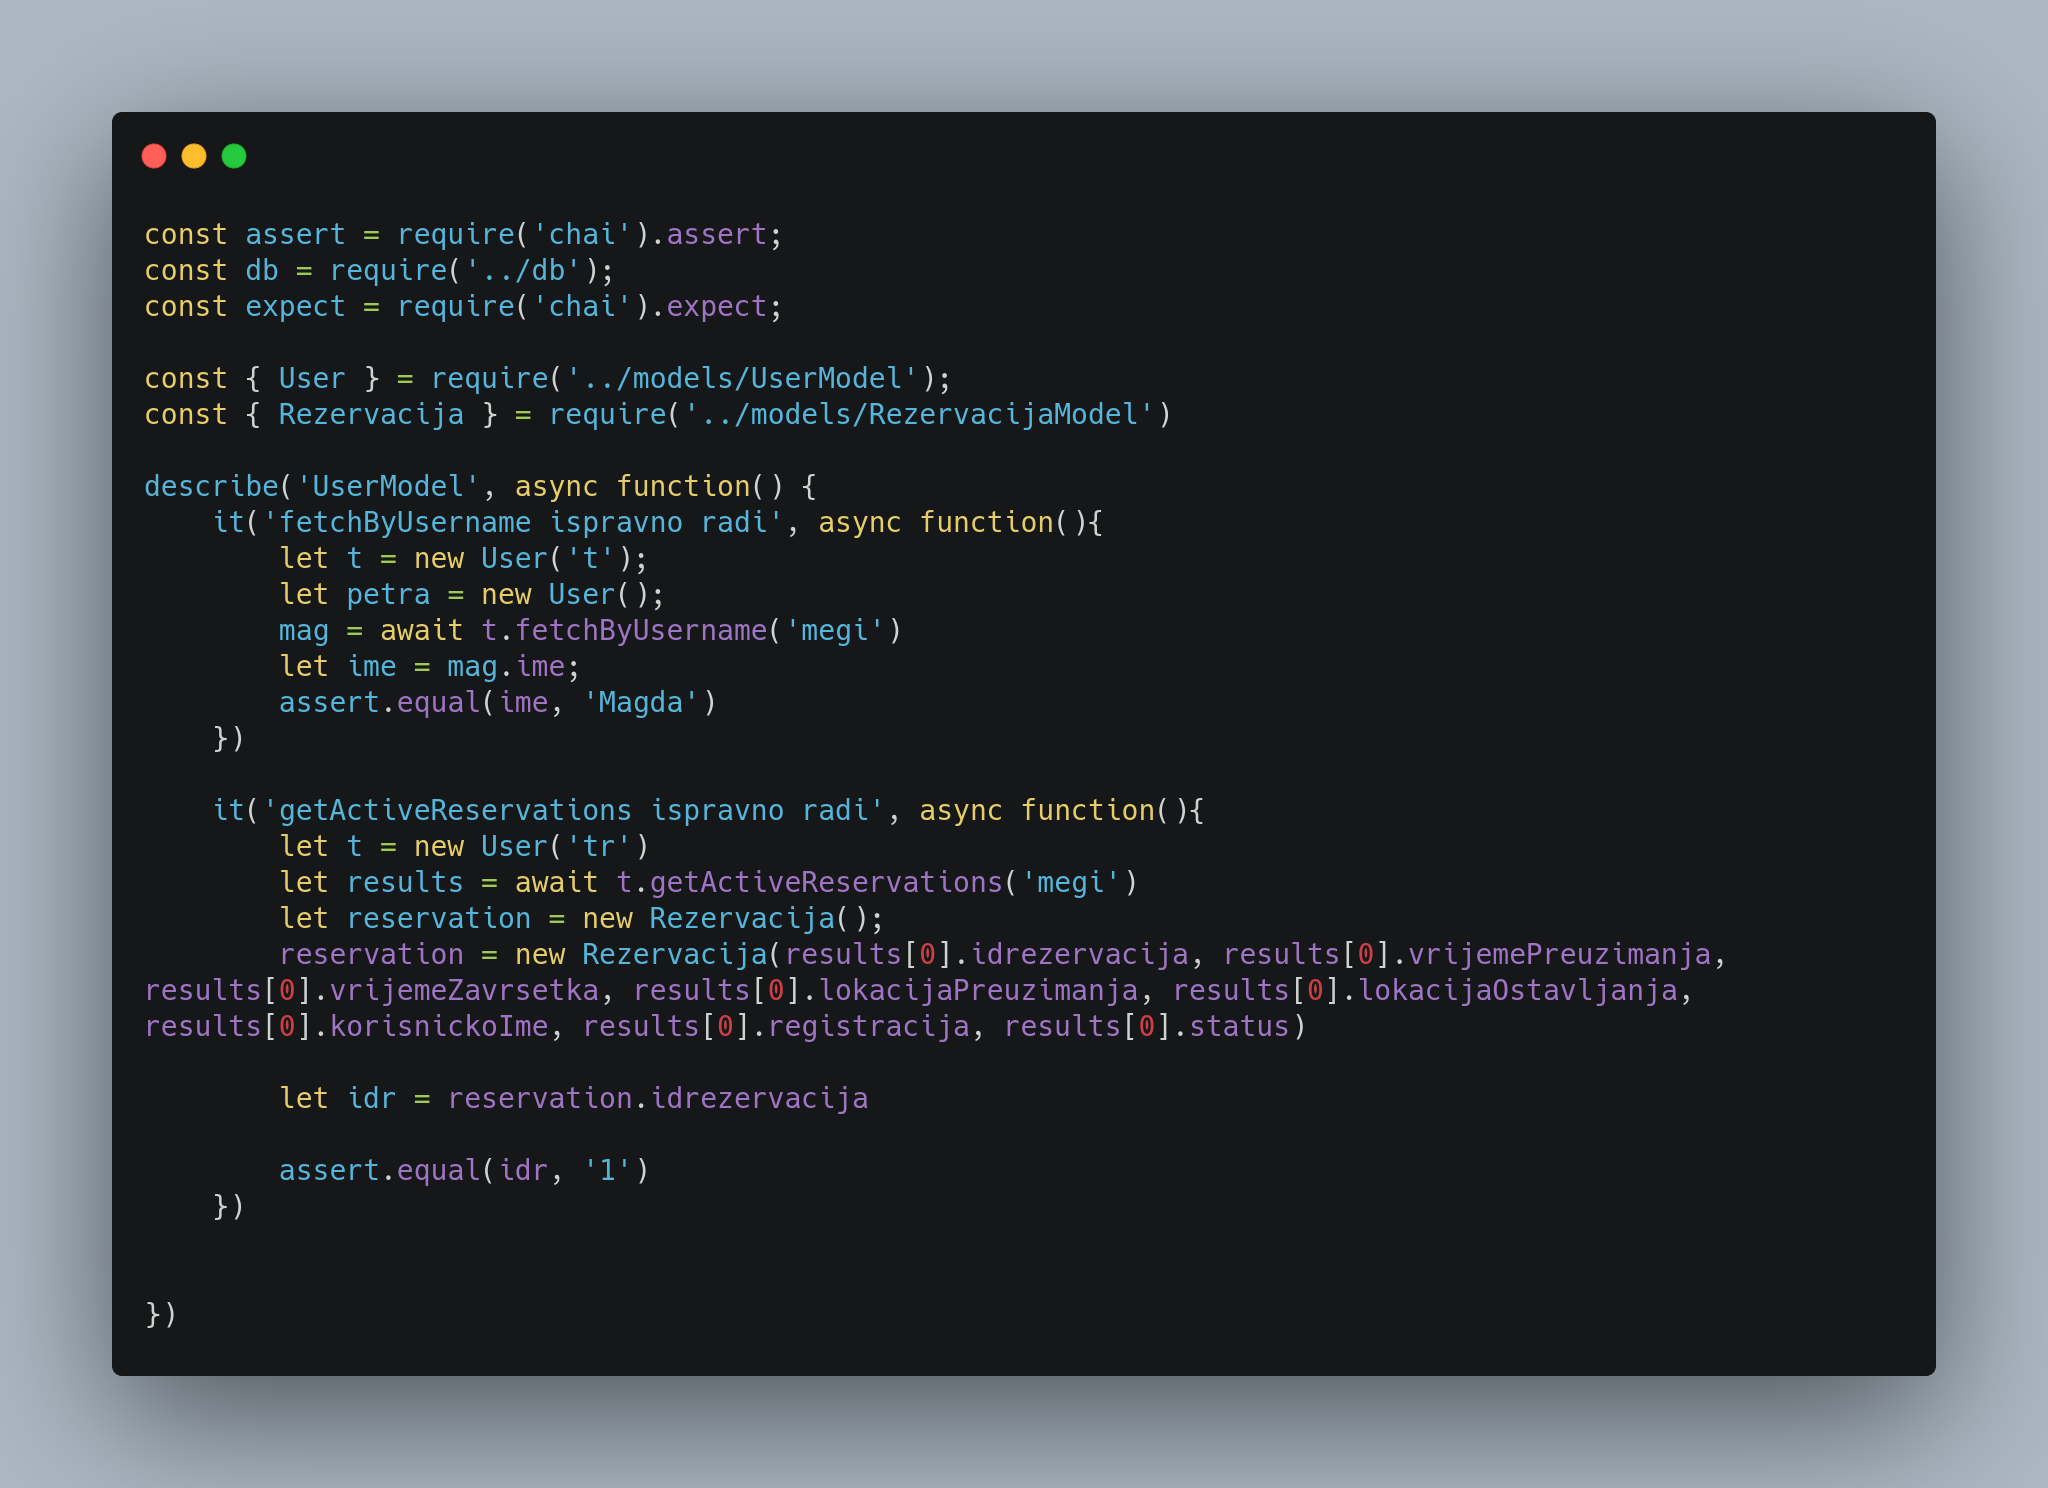 const assert = require('chai').assert;
const db = require('../db');
const expect = require('chai').expect;

const { User } = require('../models/UserModel');
const { Rezervacija } = require('../models/RezervacijaModel')

describe('UserModel', async function() {
    it('fetchByUsername ispravno radi', async function(){
        let t = new User('t');
        let petra = new User();
        mag = await t.fetchByUsername('megi')
        let ime = mag.ime;
        assert.equal(ime, 'Magda')
    })

    it('getActiveReservations ispravno radi', async function(){
        let t = new User('tr')
        let results = await t.getActiveReservations('megi')
        let reservation = new Rezervacija();
        reservation = new Rezervacija(results[0].idrezervacija, results[0].vrijemePreuzimanja,
results[0].vrijemeZavrsetka, results[0].lokacijaPreuzimanja, results[0].lokacijaOstavljanja,
results[0].korisnickoIme, results[0].registracija, results[0].status)

        let idr = reservation.idrezervacija

        assert.equal(idr, '1')
    })


})